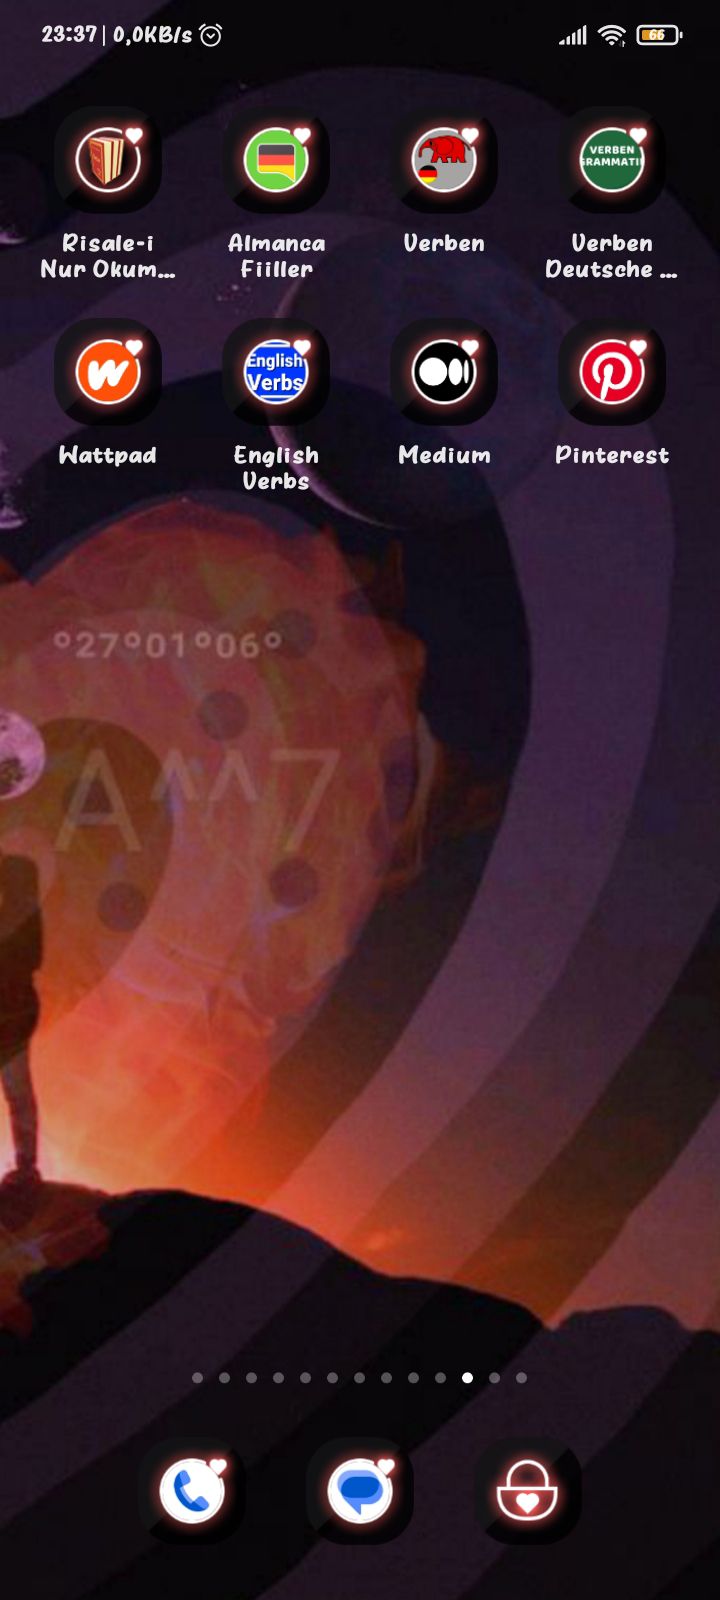 23:37 | 0,0KB/s
66
Risale-i
Nur Okum...
Almanca
Fiiller
Verben
VERBEN
GRAMMATIK
Verben
Deutsche ...
Wattpad
English
Verbs
English
Verbs
Medium
Pinterest
°27°01°06°
A^^^7